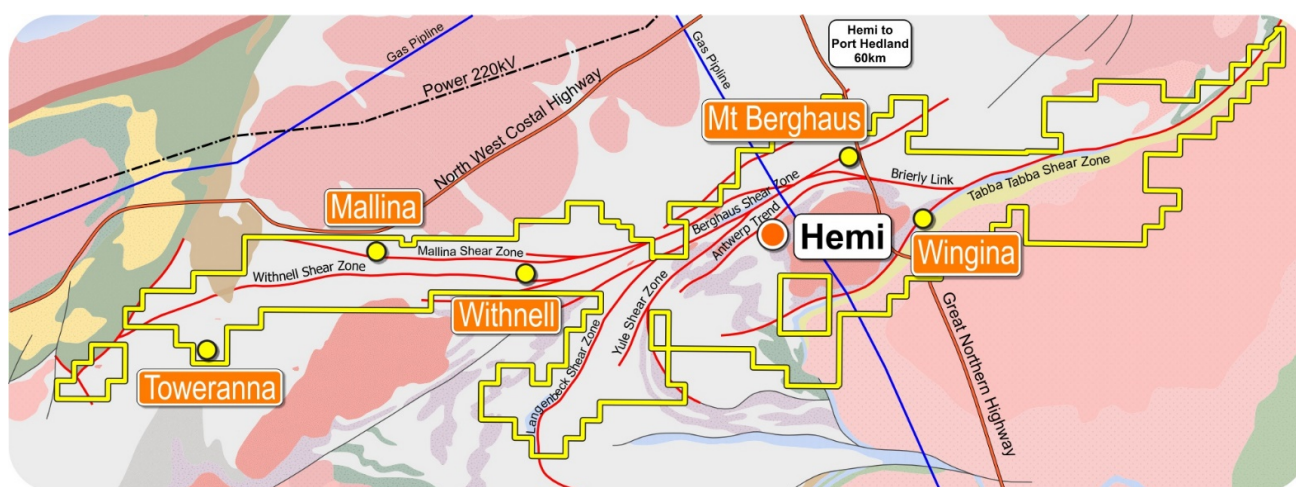 Gas Pipline
Power 220kV
North West Costal Highway
Gas Pipline
Hemi to
Port Hedland
60km
Mt Berghaus
Mallina
Mallina Shear Zone
Withnell Shear Zone
Berghaus Shear Zone
Antwerp Trend
Brierly Link
Tabba Tabba Shear Zone
Hemi
Wingina
Withnell
Toweranna
Yule Shear Zone
Langenbeck Shear Zone
Great Northern Highway